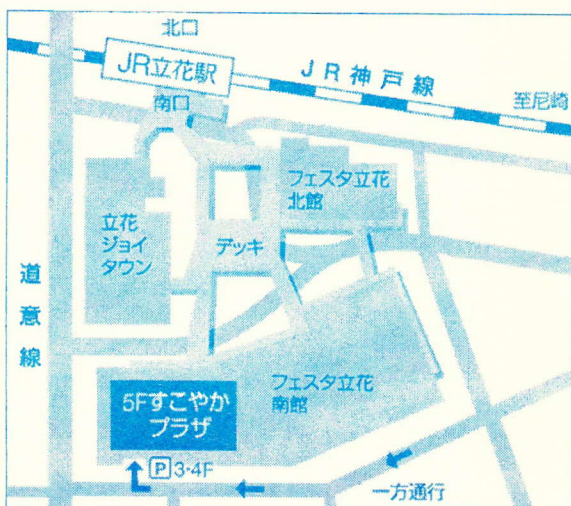 北口
JR立花駅
JR神戸線
南口
至尼崎
フェスタ立花
北館
立花
ジョイ
タウン
デッキ
道意線
フェスタ立花
南館
5Fすこやか
プラザ
P 3・4F
一方通行